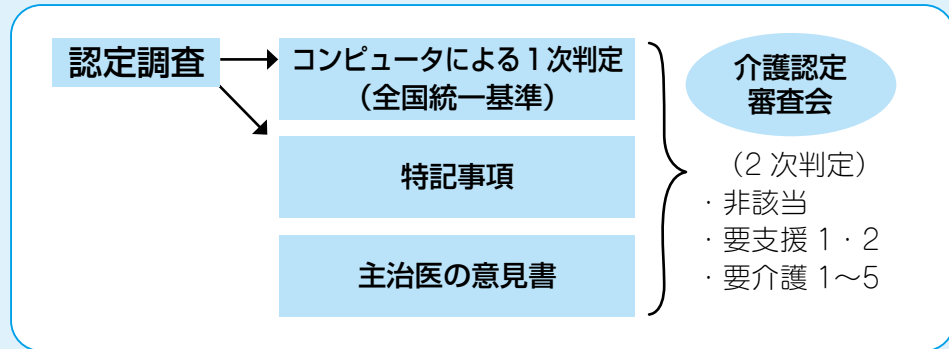 認定調査
コンピュータによる1次判定
（全国統一基準）
特記事項
主治医の意見書
介護認定
審査会
（2 次判定）
・非該当
・要支援 1・2
・要介護 1〜5